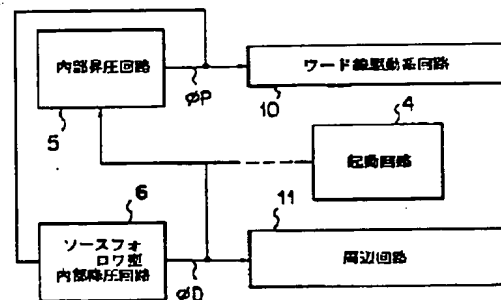 内部昇圧回路
5
φP
ワード線駆動系回路
10
4
起動回路
6
ソースフォ
ロワ型
内部降圧回路
φD
11
周辺回路